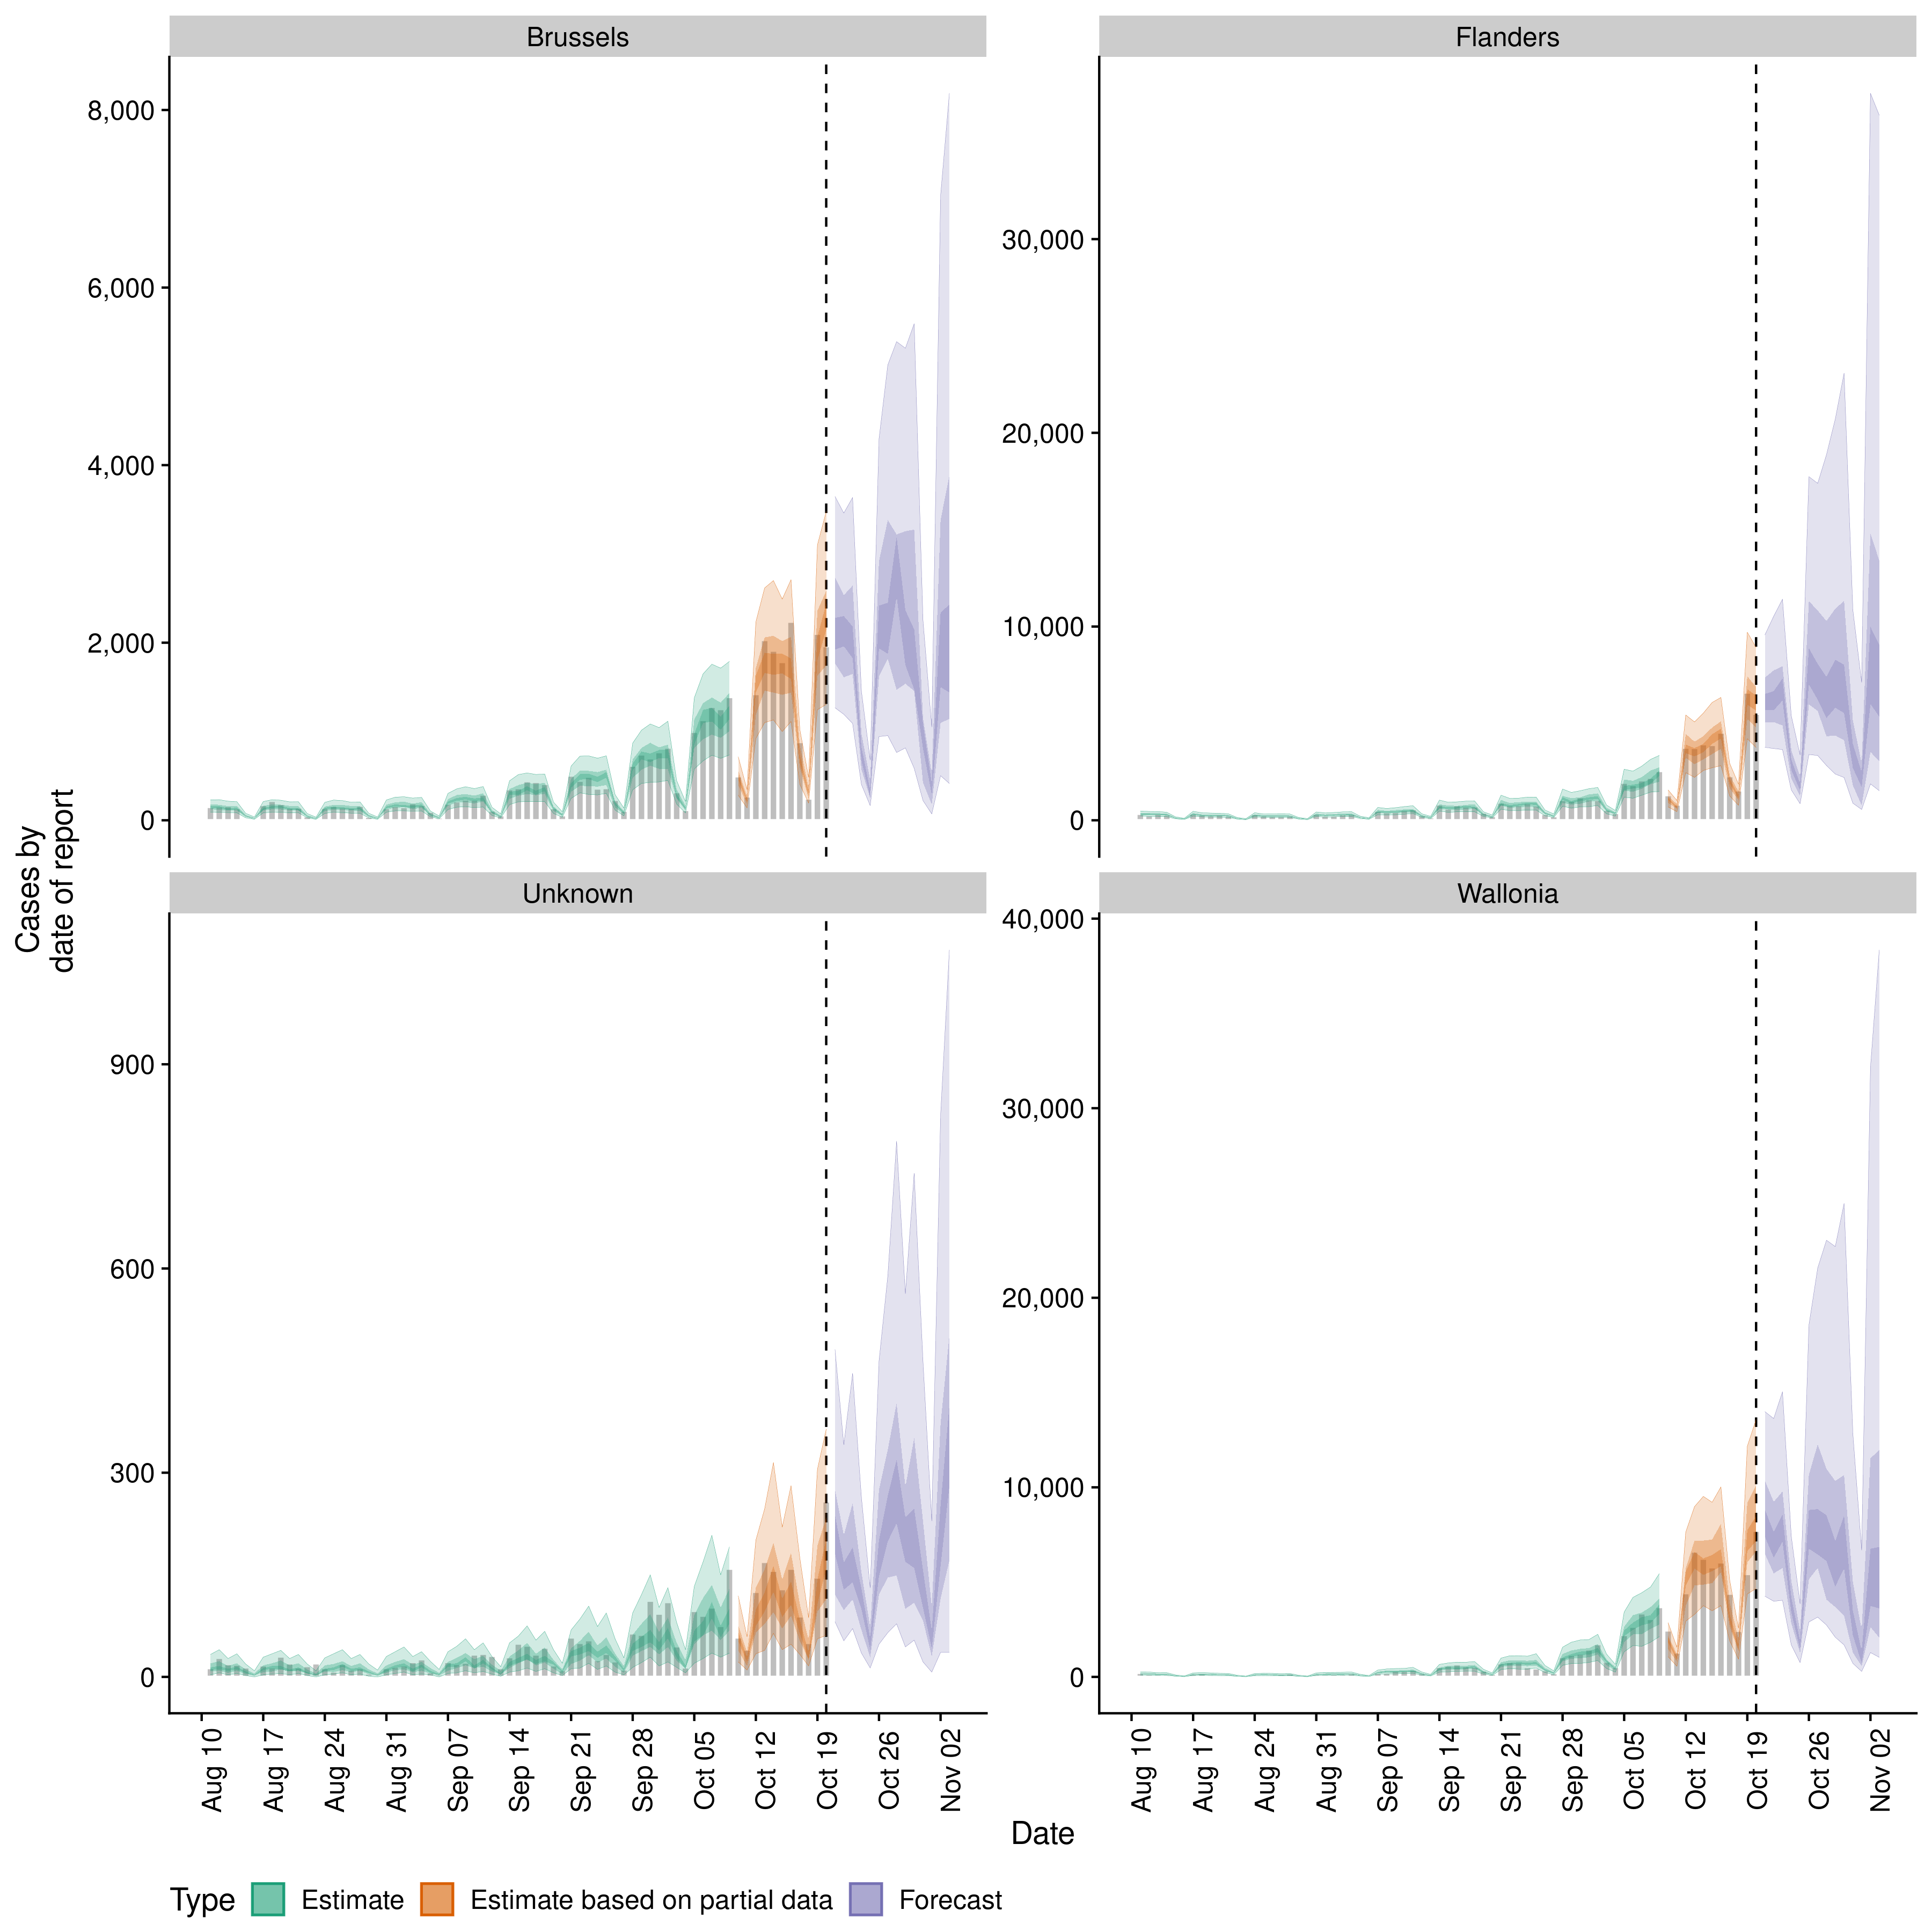 Brussels
Flanders
8,000
6,000
4,000
2,000
0
30,000
20,000
10,000
0
Cases by
date of report
Unknown
Wallonia
900
600
300
0
40,000
30,000
20,000
10,000
0
Aug 10
Aug 17
Aug 24
Aug 31
Sep 07
Sep 14
Sep 21
Sep 28
Oct 05
Oct 12
Oct 19
Oct 26
Nov 02
Aug 10
Aug 17
Aug 24
Aug 31
Sep 07
Sep 14
Sep 21
Sep 28
Oct 05
Oct 12
Oct 19
Oct 26
Nov 02
Date
Type Estimate Estimate based on partial data Forecast